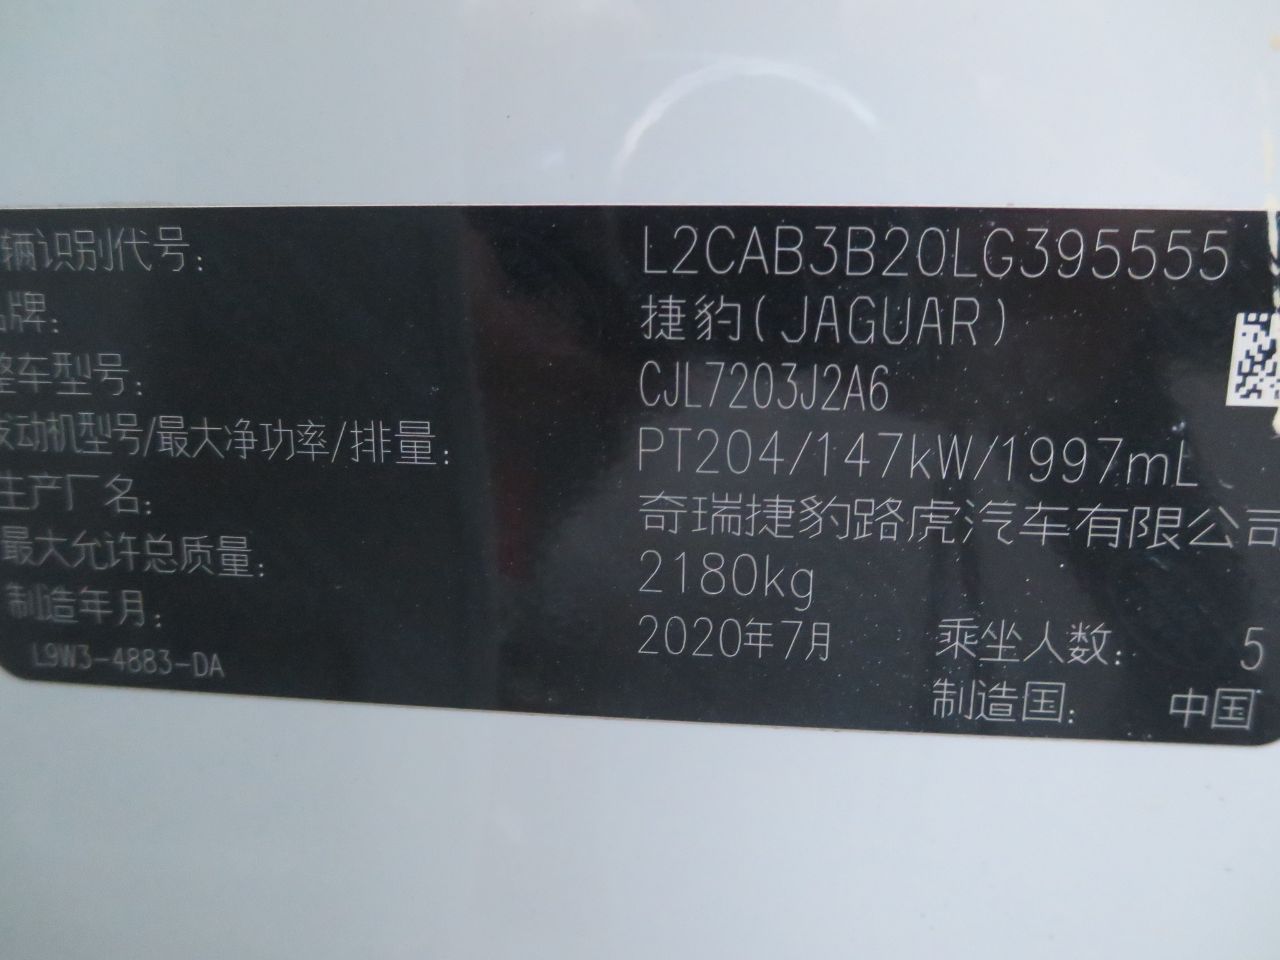 辆识别代号: L2CAB3B20LG395555
牌: 捷豹(JAGUAR)
整车型号: CJL7203J2A6
发动机型号/最大净功率/排量: PT204/147kW/1997mL
生产厂名: 奇瑞捷豹路虎汽车有限公司
最大允许总质量: 2180kg
制造年月: 2020年7月 乘坐人数: 5
L9W3-4883-DA 制造国: 中国